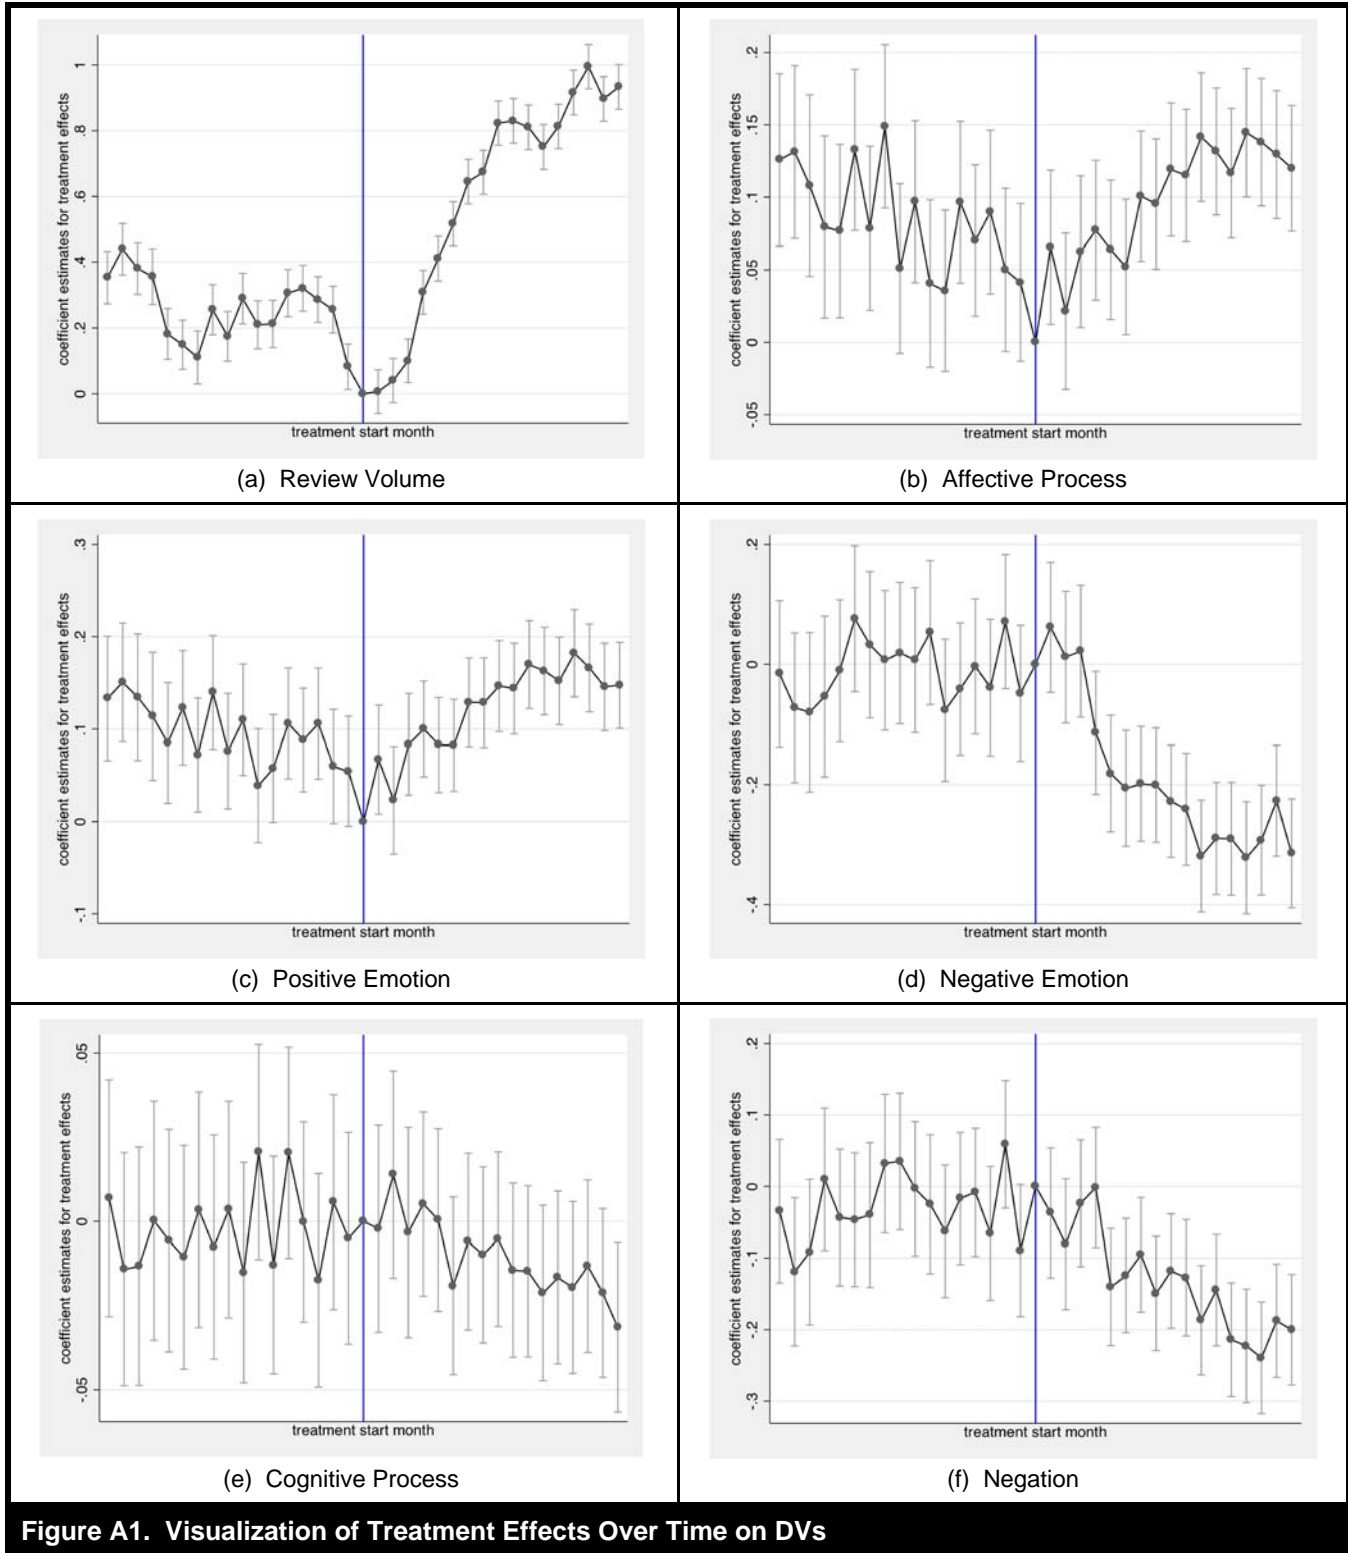 coefficient estimates for treatment effects
1
.8
.6
.4
.2
0
treatment start month
(a) Review Volume
coefficient estimates for treatment effects
.2
.15
.1
.05
0
-.05
treatment start month
(b) Affective Process
coefficient estimates for treatment effects
.3
.2
.1
0
-.1
treatment start month
(c) Positive Emotion
coefficient estimates for treatment effects
.2
0
-.2
-.4
treatment start month
(d) Negative Emotion
coefficient estimates for treatment effects
.05
0
-.05
treatment start month
(e) Cognitive Process
coefficient estimates for treatment effects
.2
.1
0
-.1
-.2
-.3
treatment start month
(f) Negation
Figure A1. Visualization of Treatment Effects Over Time on DVs